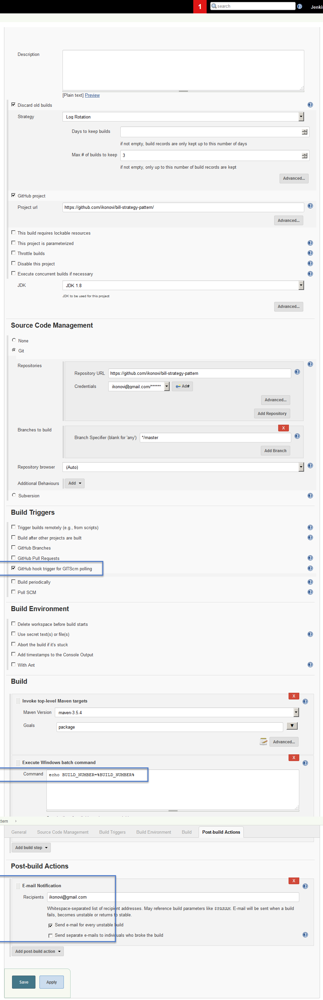 1
search
Jenki
Description
[Plain text] Preview
Discard old builds
Strategy
Log Rotation
Days to keep builds
if not empty, build records are only kept up to this number of days
Max # of builds to keep
3
if not empty, only up to this number of build records are kept
Advanced...
GitHub project
Project url
https://github.com/ikonovi/bill-strategy-pattern/
Advanced...
This build requires lockable resources
This project is parameterized
Throttle builds
Disable this project
Execute concurrent builds if necessary
JDK
JDK 1.8
JDK to be used for this project
Advanced...
Source Code Management
None
Git
Repositories
Repository URL
https://github.com/ikonovi/bill-strategy-pattern
Credentials
ikonovi@gmail.com/******
Add
Advanced...
Add Repository
Branches to build
X
Branch Specifier (blank for 'any')
*/master
Add Branch
Repository browser
(Auto)
Additional Behaviours
Add
Subversion
Build Triggers
Trigger builds remotely (e.g., from scripts)
Build after other projects are built
GitHub Branches
GitHub Pull Requests
GitHub hook trigger for GITScm polling
Build periodically
Poll SCM
Build Environment
Delete workspace before build starts
Use secret text(s) or file(s)
Abort the build if it's stuck
Add timestamps to the Console Output
With Ant
Build
X
Invoke top-level Maven targets
Maven Version
maven-3.5.4
Goals
package
Advanced...
X
Execute Windows batch command
Command
echo BUILD_NUMBER=%BUILD_NUMBER%
ttern
General Source Code Management Build Triggers Build Environment Build Post-build Actions
Add build step
Post-build Actions
X
E-mail Notification
Recipients
ikonovi@gmail.com
Whitespace-separated list of recipient addresses. May reference build parameters like $PARAM. E-mail will be sent when a build
fails, becomes unstable or returns to stable.
Send e-mail for every unstable build
Send separate e-mails to individuals who broke the build
Add post-build action
Save
Apply